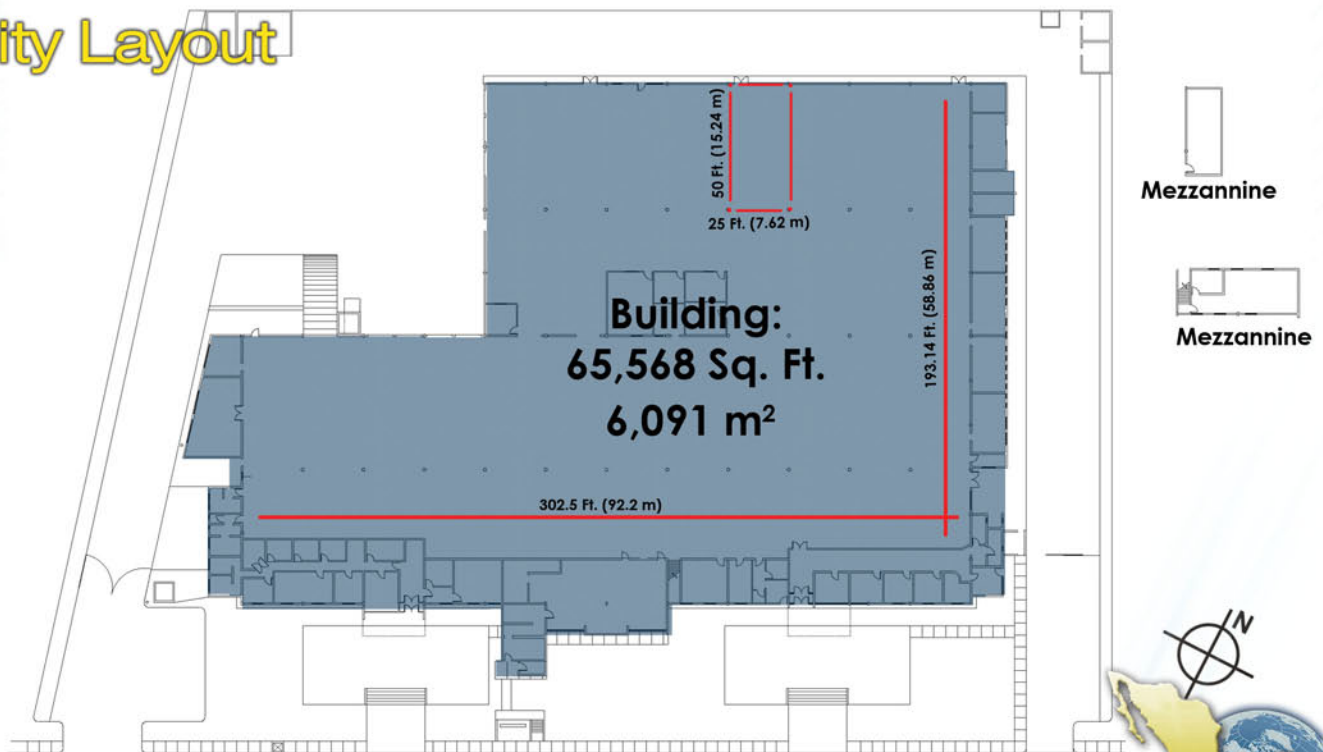 ity Layout
50 Ft. (15.24 m)
25 Ft. (7.62 m)
193.14 Ft. (58.86 m)
Building:
65,568 Sq. Ft.
6,091 m²
302.5 Ft. (92.2 m)
Mezzannine
Mezzannine
N